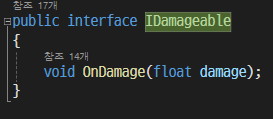 참조 17개
public interface IDamageable
{
참조 14개
void OnDamage(float damage);
}